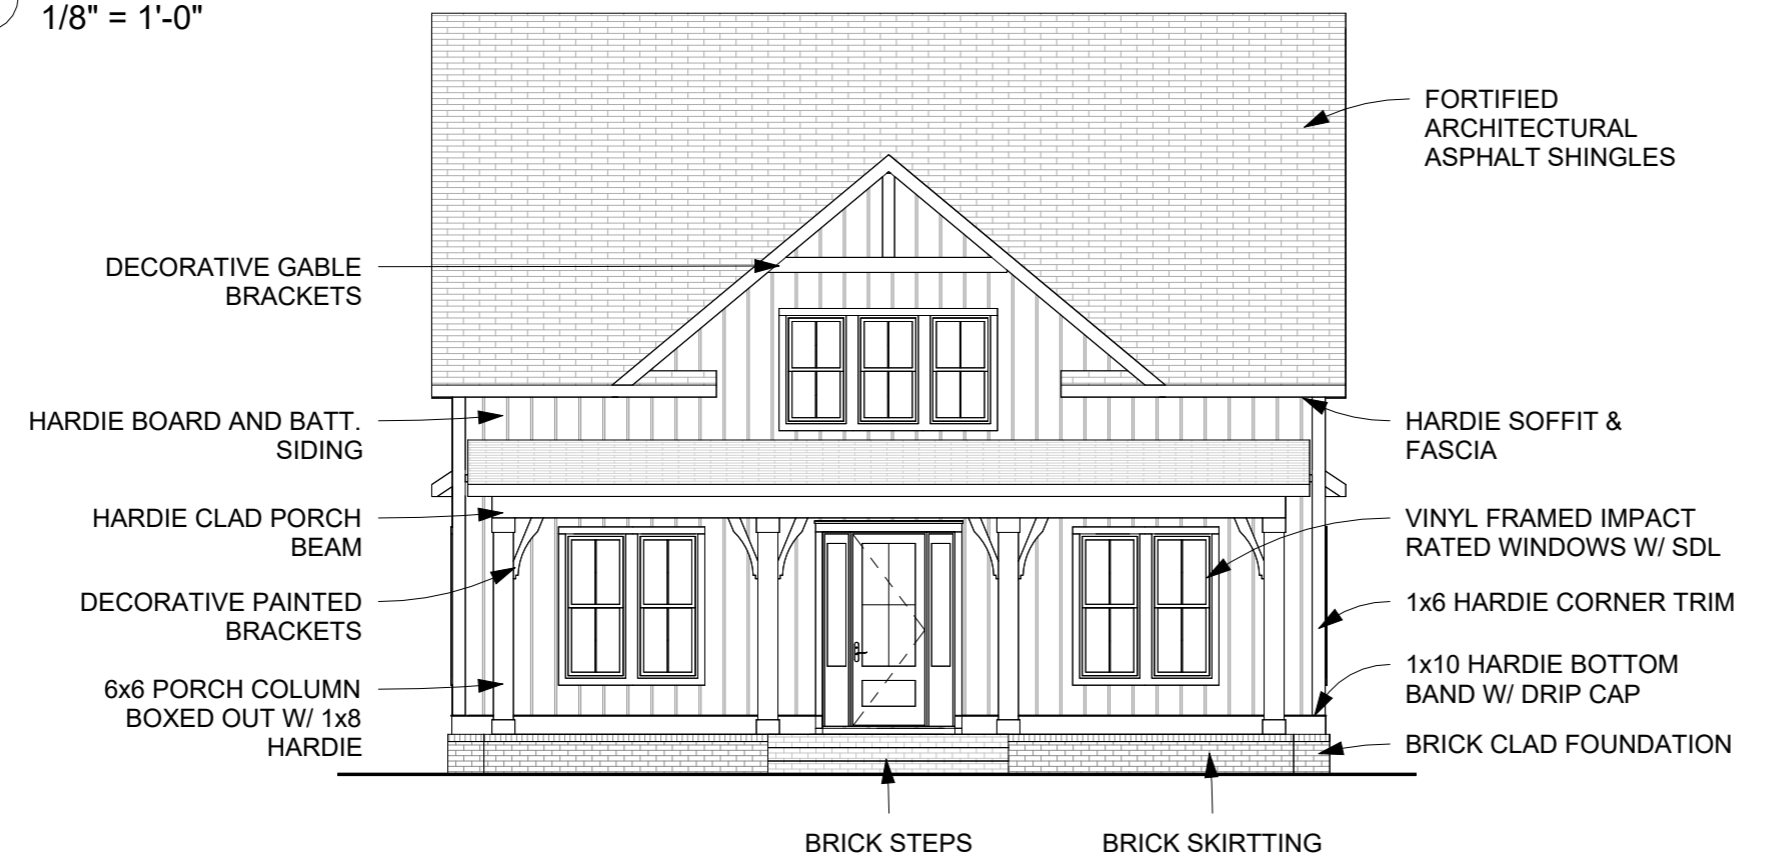 1/8" = 1'-0"
FORTIFIED
ARCHITECTURAL
ASPHALT SHINGLES
DECORATIVE GABLE
BRACKETS
HARDIE BOARD AND BATT.
SIDING
HARDIE SOFFIT &
FASCIA
HARDIE CLAD PORCH
BEAM
VINYL FRAMED IMPACT
RATED WINDOWS W/ SDL
DECORATIVE PAINTED
BRACKETS
1x6 HARDIE CORNER TRIM
6x6 PORCH COLUMN
BOXED OUT W/ 1x8
HARDIE
1x10 HARDIE BOTTOM
BAND W/ DRIP CAP
BRICK CLAD FOUNDATION
BRICK STEPS
BRICK SKIRTTING